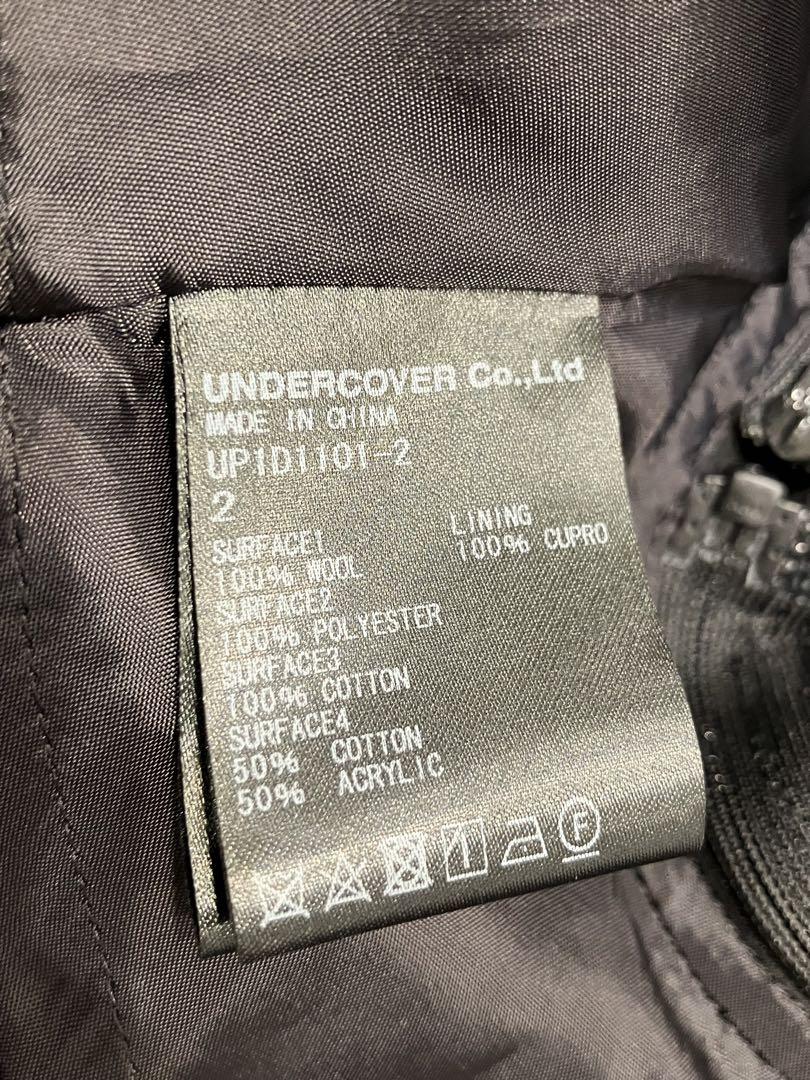 UNDERCOVER Co.,Ltd
MADE IN CHINA
UP1D1101-2
2
SURFACE1
100% WOOL
SURFACE2
100% POLYESTER
SURFACE3
100% COTTON
SURFACE4
50% COTTON
50% ACRYLIC
LINING
100% CUPRO
F